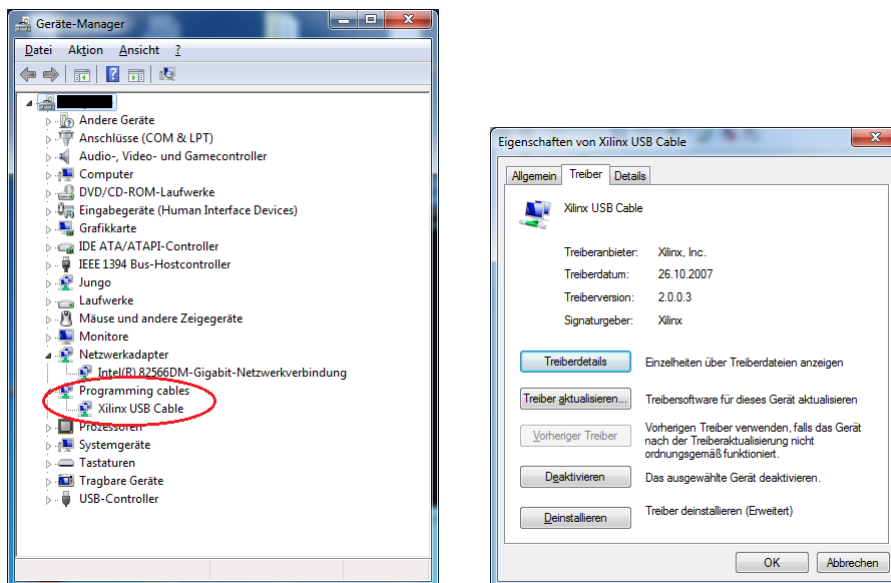 Geräte-Manager
Datei Aktion Ansicht ?
Andere Geräte
Anschlüsse (COM & LPT)
Audio-, Video- und Gamecontroller
Computer
DVD/CD-ROM-Laufwerke
Eingabegeräte (Human Interface Devices)
Grafikkarte
IDE ATA/ATAPI-Controller
IEEE 1394 Bus-Hostcontroller
Jungo
Laufwerke
Mäuse und andere Zeigegeräte
Monitore
Netzwerkadapter
Intel(R) 82566DM-Gigabit-Netzwerkverbindung
Programming cables
Xilinx USB Cable
Prozessoren
Systemgeräte
Tastaturen
Tragbare Geräte
USB-Controller
Eigenschaften von Xilinx USB Cable
Allgemein Treiber Details
Xilinx USB Cable
Treiberanbieter: Xilinx, Inc.
Treiberdatum: 26.10.2007
Treiberversion: 2.0.0.3
Signaturgeber: Xilinx
Treiberdetails Einzelheiten über Treiberdateien anzeigen
Treiber aktualisieren... Treibersoftware für dieses Gerät aktualisieren
Vorheriger Treiber Vorherigen Treiber verwenden, falls das Gerät
nach der Treiberaktualisierung nicht
ordnungsgemäß funktioniert.
Deaktivieren Das ausgewählte Gerät deaktivieren.
Deinstallieren Treiber deinstallieren (Erweitert)
OK Abbrechen